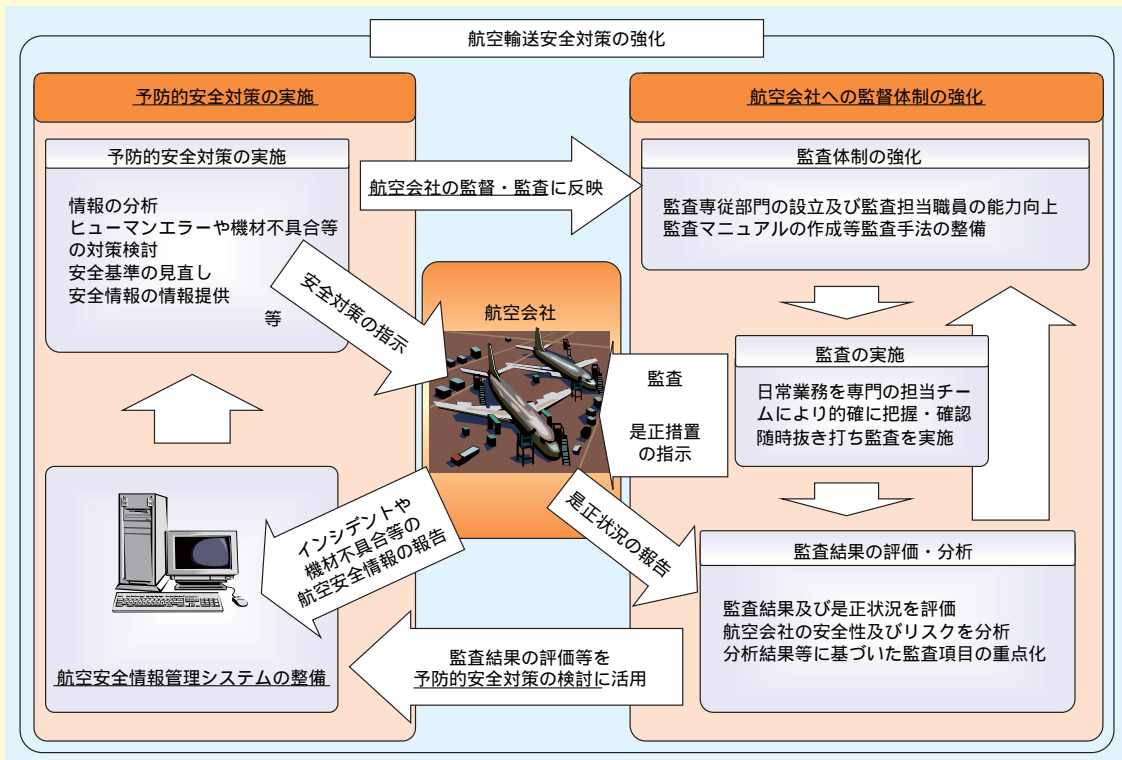 航空輸送安全対策の強化
予防的安全対策の実施
予防的安全対策の実施
情報の分析
ヒューマンエラーや機材不具合等
の対策検討
安全基準の見直し
安全情報の情報提供
等
航空会社の監督・監査に反映
安全対策の指示
航空会社
インシデントや
機材不具合等の
航空安全情報の報告
航空安全情報管理システムの整備
航空会社への監督体制の強化
監査体制の強化
監査専従部門の設立及び監査担当職員の能力向上
監査マニュアルの作成等監査手法の整備
監査の実施
日常業務を専門の担当チー
ムにより的確に把握・確認
随時抜き打ち監査を実施
監査
是正措置
の指示
是正状況の報告
監査結果の評価・分析
監査結果及び是正状況を評価
航空会社の安全性及びリスクを分析
分析結果等に基づいた監査項目の重点化
監査結果の評価等を
予防的安全対策の検討に活用